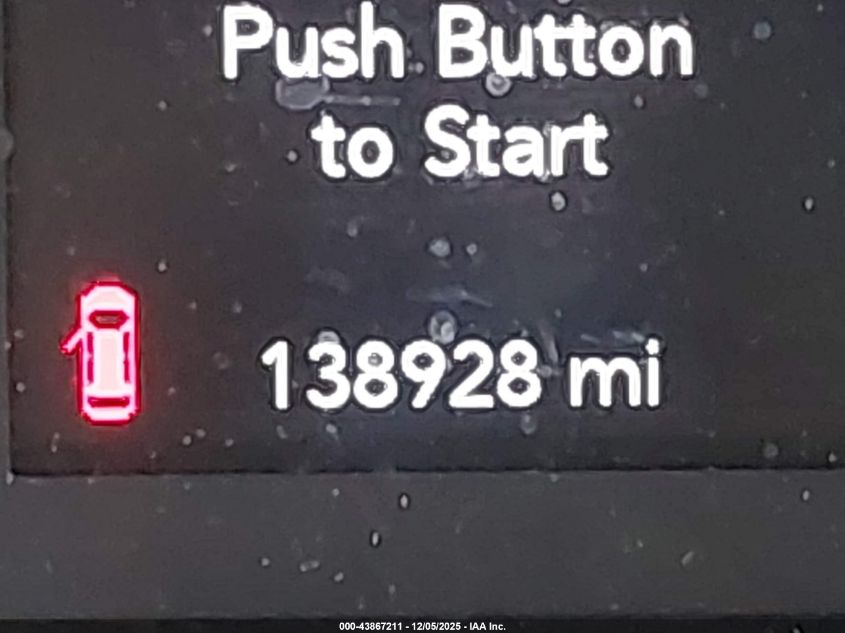 Push Button
to Start
138928 mi
000-43867211 - 12/05/2025 - IAA Inc.